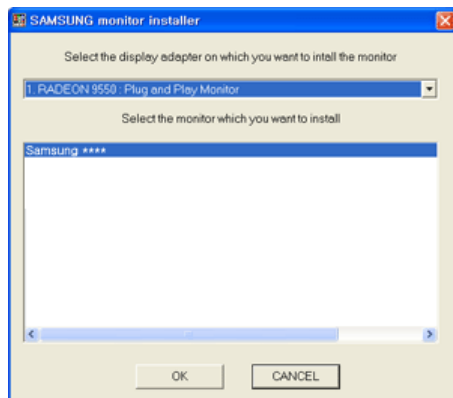 SAMSUNG monitor installer
Select the display adapter on which you want to intall the monitor
1. RADEON 9550 : Plug and Play Monitor
Select the monitor which you want to install
Samsung ****
OK
CANCEL